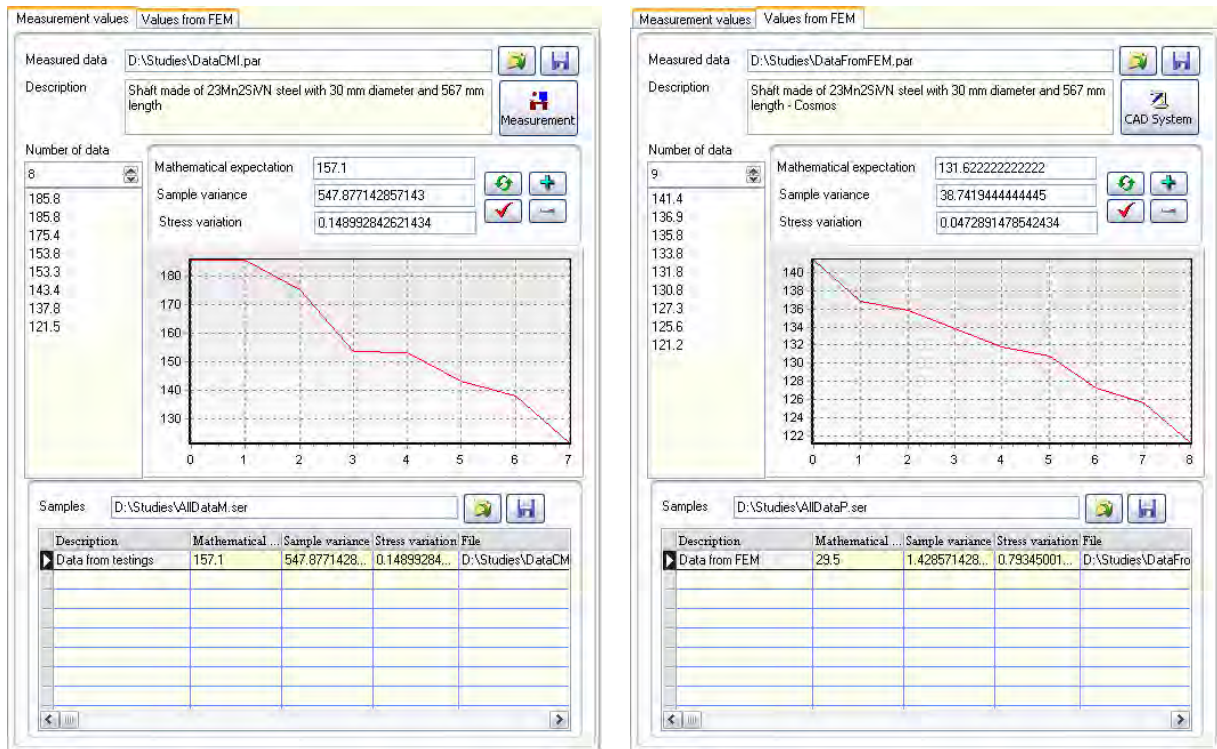 Measurement values Values from FEM
Measured data D:\Studies\DataCMI.par
Description Shaft made of 23Mn2SiVN steel with 30 mm diameter and 567 mm
length
Measurement
Number of data
8
185.8
185.8
175.4
153.8
153.3
143.4
137.8
121.5
Mathematical expectation 157.1
Sample variance 547.877142857143
Stress variation 0.148992842621434
180
170
160
150
140
130
0 1 2 3 4 5 6 7
Samples D:\Studies\AllDataM.ser
Description Mathematical ... Sample variance Stress variation File
Data from testings 157.1 547.8771428... 0.14899284... D:\Studies\DataCM
Measurement values Values from FEM
Measured data D:\Studies\DataFromFEM.par
Description Shaft made of 23Mn2SiVN steel with 30 mm diameter and 567 mm
length - Cosmos
CAD System
Number of data
9
141.4
136.9
135.8
133.8
131.8
130.8
127.3
125.6
121.2
Mathematical expectation 131.622222222222
Sample variance 38.7419444444445
Stress variation 0.0472891478542434
140
138
136
134
132
130
128
126
124
122
0 1 2 3 4 5 6 7 8
Samples D:\Studies\AllDataP.ser
Description Mathematical ... Sample variance Stress variation File
Data from FEM 29.5 1.428571428... 0.79345001... D:\Studies\DataFro